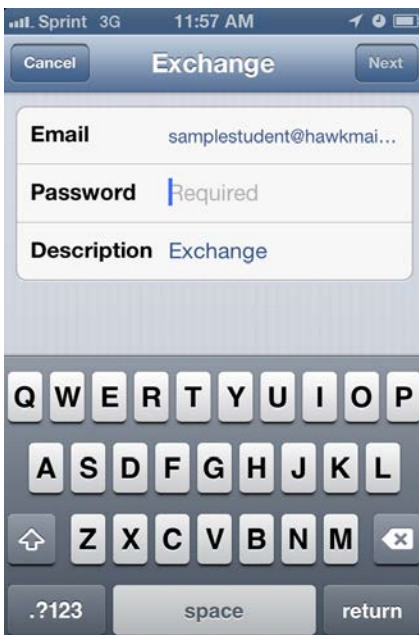 Sprint 3G 11:57 AM
Cancel Exchange Next
Email samplestudent@hawkmai...
Password Required
Description Exchange
Q W E R T Y U I O P
A S D F G H J K L
Z X C V B N M
.?123 space return